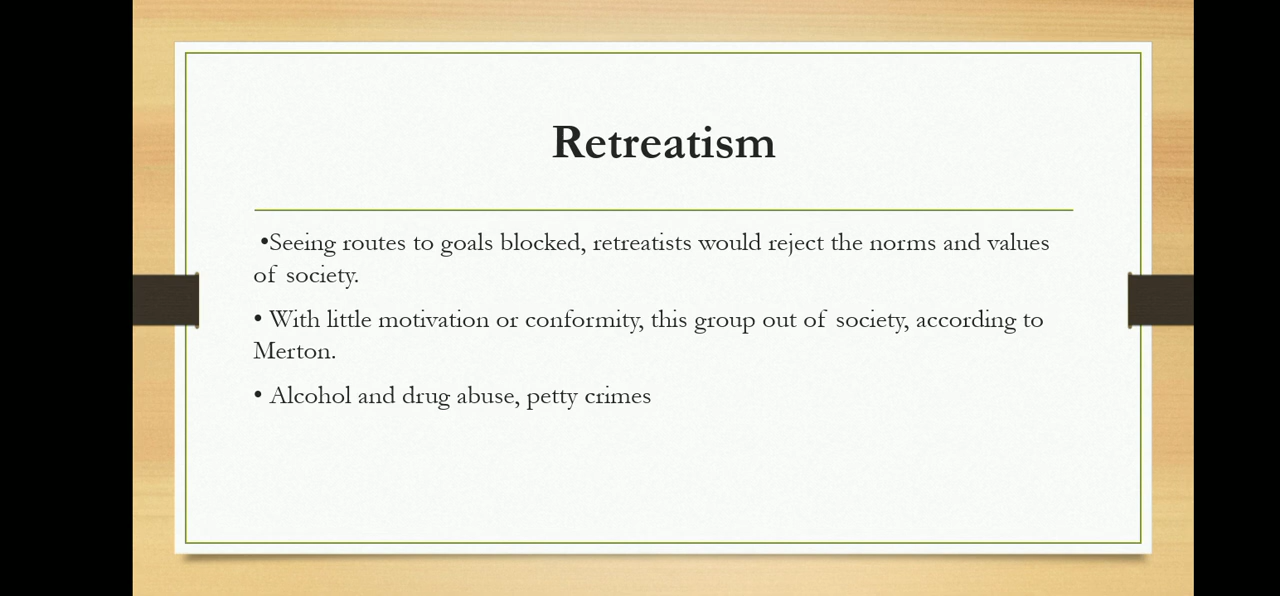 Retreatism
•Seeing routes to goals blocked, retreatists would reject the norms and values
of society.
• With little motivation or conformity, this group out of society, according to
Merton.
• Alcohol and drug abuse, petty crimes